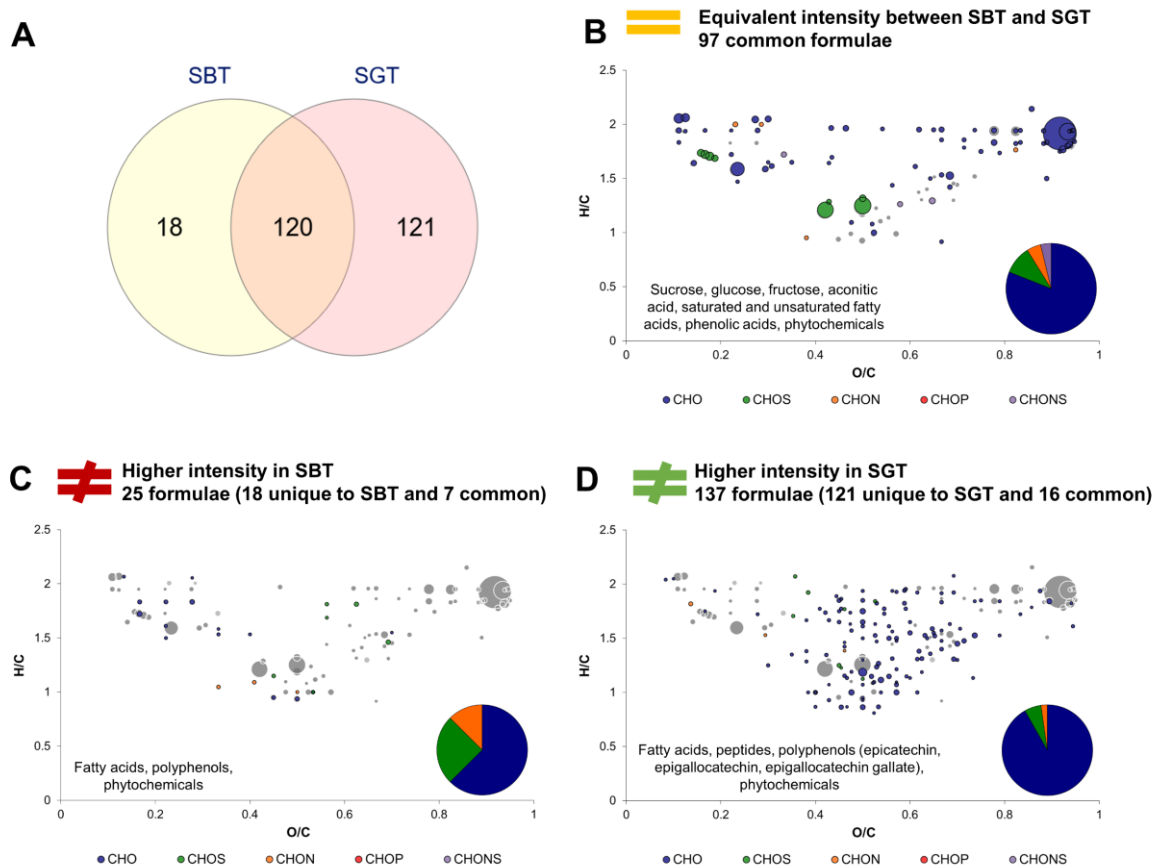 A
SBT
SGT
18
120
121
B
Equivalent intensity between SBT and SGT
97 common formulae
2.5
2
1.5
1
0.5
0
H/C
Sucrose, glucose, fructose, aconitic
acid, saturated and unsaturated fatty
acids, phenolic acids, phytochemicals
0
0.2
0.4
0.6
0.8
1
O/C
CHO
CHOS
CHON
CHOP
CHONS
C
Higher intensity in SBT
25 formulae (18 unique to SBT and 7 common)
2.5
2
1.5
1
0.5
0
H/C
Fatty acids, polyphenols,
phytochemicals
0
0.2
0.4
0.6
0.8
1
O/C
CHO
CHOS
CHON
CHOP
CHONS
D
Higher intensity in SGT
137 formulae (121 unique to SGT and 16 common)
2.5
2
1.5
1
0.5
0
H/C
Fatty acids, peptides, polyphenols (epicatechin,
epigallocatechin, epigallocatechin gallate),
phytochemicals
0
0.2
0.4
0.6
0.8
1
O/C
CHO
CHOS
CHON
CHOP
CHONS